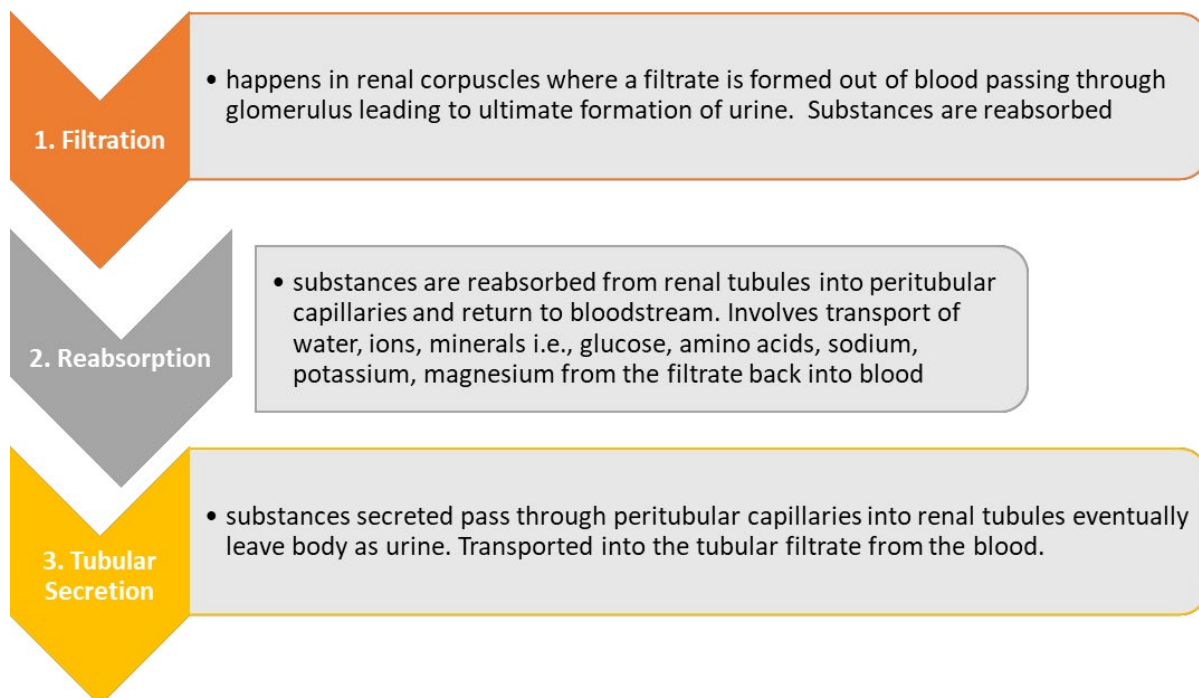 1. Filtration
• happens in renal corpuscles where a filtrate is formed out of blood passing through
glomerulus leading to ultimate formation of urine.  Substances are reabsorbed
2. Reabsorption
• substances are reabsorbed from renal tubules into peritubular
capillaries and return to bloodstream. Involves transport of
water, ions, minerals i.e., glucose, amino acids, sodium,
potassium, magnesium from the filtrate back into blood
3. Tubular
Secretion
• substances secreted pass through peritubular capillaries into renal tubules eventually
leave body as urine. Transported into the tubular filtrate from the blood.